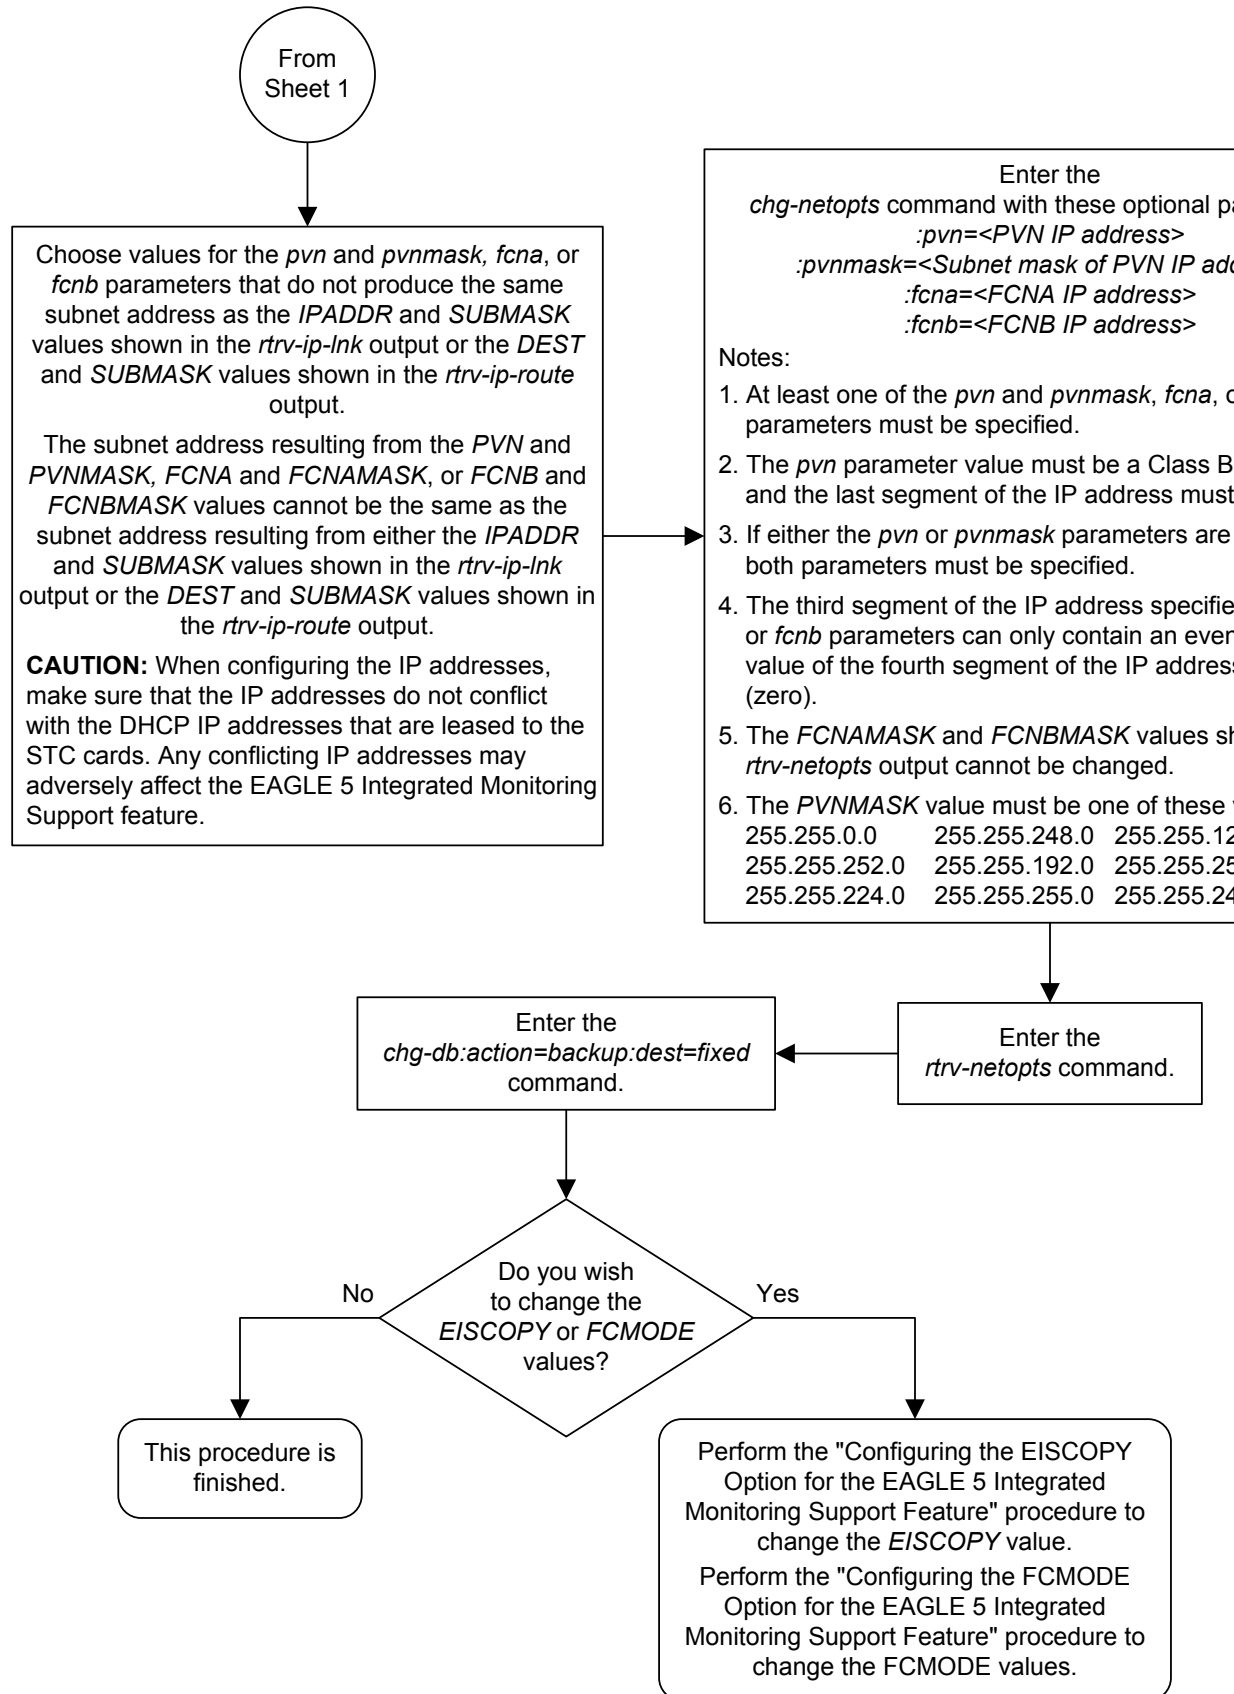 From
Sheet 1
Choose values for the pvn and pvnmask, fcna, or
fcnb parameters that do not produce the same
subnet address as the IPADDR and SUBMASK
values shown in the rtrv-ip-lnk output or the DEST
and SUBMASK values shown in the rtrv-ip-route
output.
The subnet address resulting from the PVN and
PVNMASK, FCNA and FCNAMASK, or FCNB and
FCNBMASK values cannot be the same as the
subnet address resulting from either the IPADDR
and SUBMASK values shown in the rtrv-ip-lnk
output or the DEST and SUBMASK values shown in
the rtrv-ip-route output.
CAUTION: When configuring the IP addresses,
make sure that the IP addresses do not conflict
with the DHCP IP addresses that are leased to the
STC cards. Any conflicting IP addresses may
adversely affect the EAGLE 5 Integrated Monitoring
Support feature.
Enter the
chg-netopts command with these optional
:pvn=<PVN IP address>
:pvnmask=<Subnet mask of PVN IP
:fcna=<FCNA IP address>
:fcnb=<FCNB IP address>
Notes:
1. At least one of the pvn and pvnmask, fcna,
parameters must be specified.
2. The pvn parameter value must be a Class B
and the last segment of the IP address must
3. If either the pvn or pvnmask parameters are
both parameters must be specified.
4. The third segment of the IP address
or fcnb parameters can only contain an
value of the fourth segment of the IP
(zero).
5. The FCNAMASK and FCNBMASK values
rtrv-netopts output cannot be changed.
6. The PVNMASK value must be one of these
255.255.0.0 255.255.248.0
255.255.252.0 255.255.192.0
255.255.224.0 255.255.255.0
Enter the
rtrv-netopts command.
Enter the
chg-db:action=backup:dest=fixed
command.
Do you wish
to change the
EISCOPY or FCMODE
values?
No
Yes
This procedure is
finished.
Perform the "Configuring the EISCOPY
Option for the EAGLE 5 Integrated
Monitoring Support Feature" procedure to
change the EISCOPY value.
Perform the "Configuring the FCMODE
Option for the EAGLE 5 Integrated
Monitoring Support Feature" procedure to
change the FCMODE values.